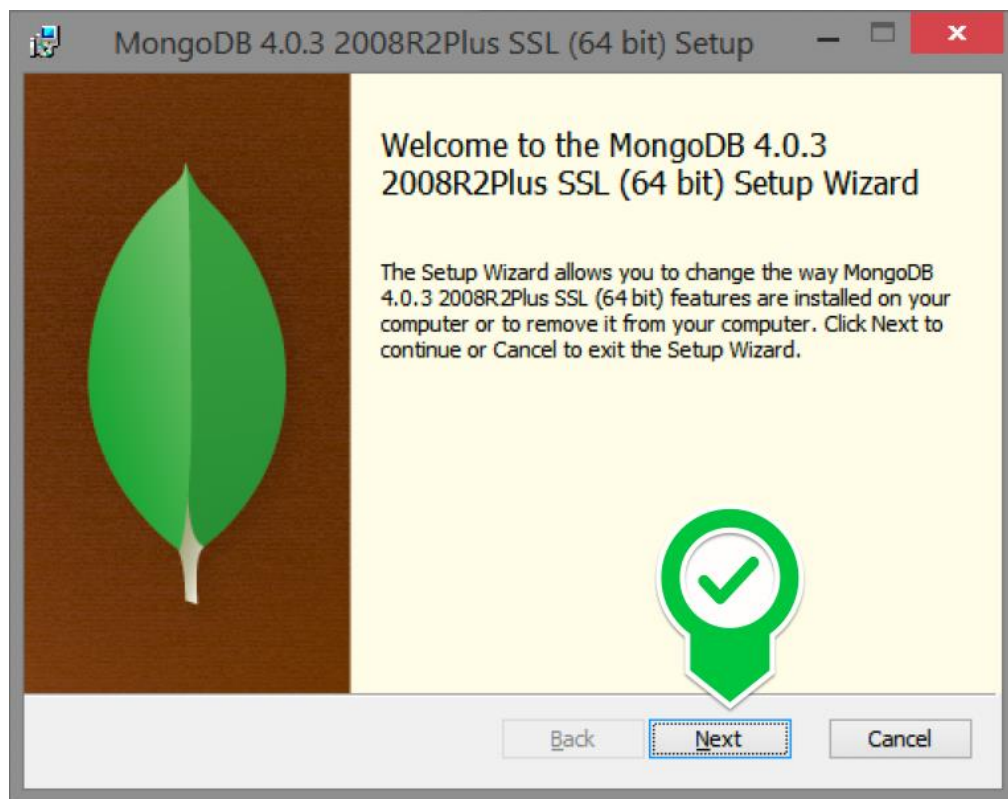 MongoDB 4.0.3 2008R2Plus SSL (64 bit) Setup
Welcome to the MongoDB 4.0.3
2008R2Plus SSL (64 bit) Setup Wizard
The Setup Wizard allows you to change the way MongoDB
4.0.3 2008R2Plus SSL (64 bit) features are installed on your
computer or to remove it from your computer. Click Next to
continue or Cancel to exit the Setup Wizard.
Back Next Cancel